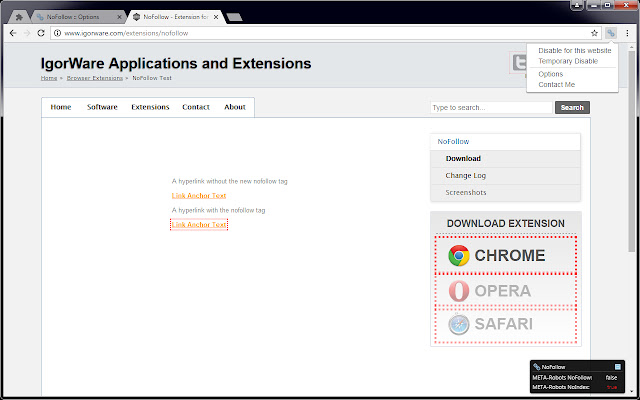 NoFollow :: Options
NoFollow - Extension for
www.igorware.com/extensions/nofollow
Disable for this website
Temporary Disable
Options
Contact Me
IgorWare Applications and Extensions
Home » Browser Extensions » NoFollow Text
Home Software Extensions Contact About
Type to search...
Search
NoFollow
Download
Change Log
Screenshots
A hyperlink without the new nofollow tag
Link Anchor Text
A hyperlink with the nofollow tag
Link Anchor Text
DOWNLOAD EXTENSION
CHROME
OPERA
SAFARI
NoFollow
META-Robots NoFollow: false
META-Robots NoIndex: true